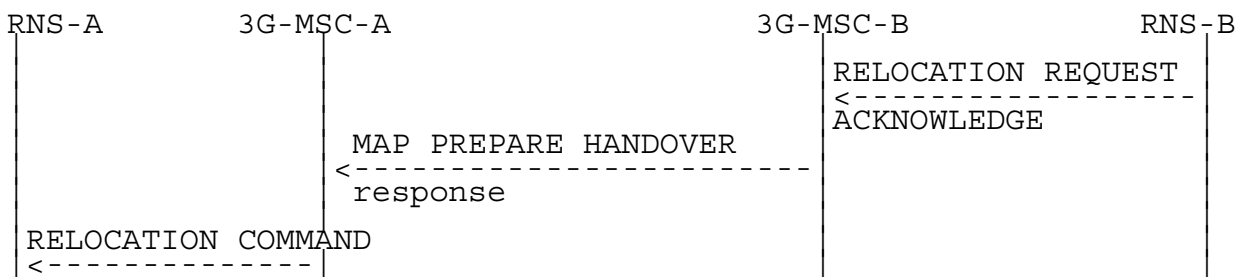 RNS-A 3G-MSC-A 3G-MSC-B RNS-B
RELOCATION REQUEST
ACKNOWLEDGE
MAP PREPARE HANDOVER
response
RELOCATION COMMAND